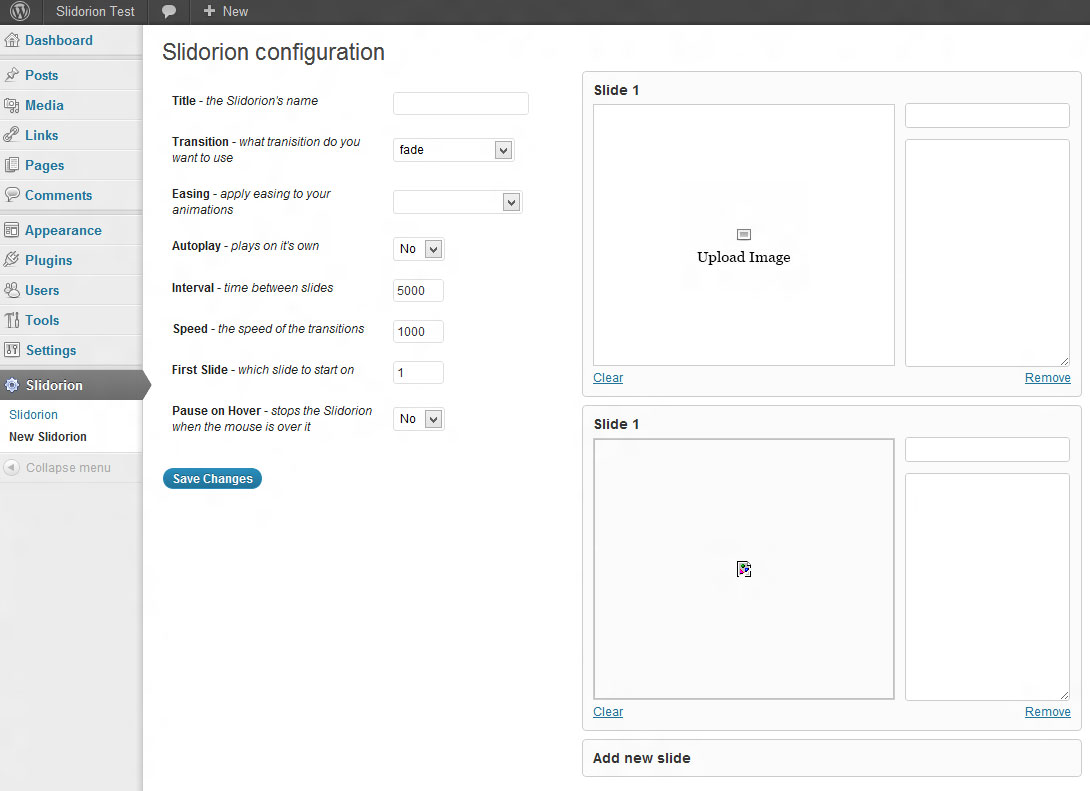 Slidorion Test
New
Dashboard
Posts
Media
Links
Pages
Comments
Appearance
Plugins
Users
Tools
Settings
Slidorion
Slidorion
New Slidorion
Collapse menu
Slidorion configuration
Title - the Slidorion's name
Transition - what tranisition do you
want to use
fade
Easing - apply easing to your
animations
Autoplay - plays on it's own
No
Interval - time between slides
5000
Speed - the speed of the transitions
1000
First Slide - which slide to start on
1
Pause on Hover - stops the Slidorion
when the mouse is over it
No
Save Changes
Slide 1
Upload Image
Clear
Remove
Slide 1
Clear
Remove
Add new slide